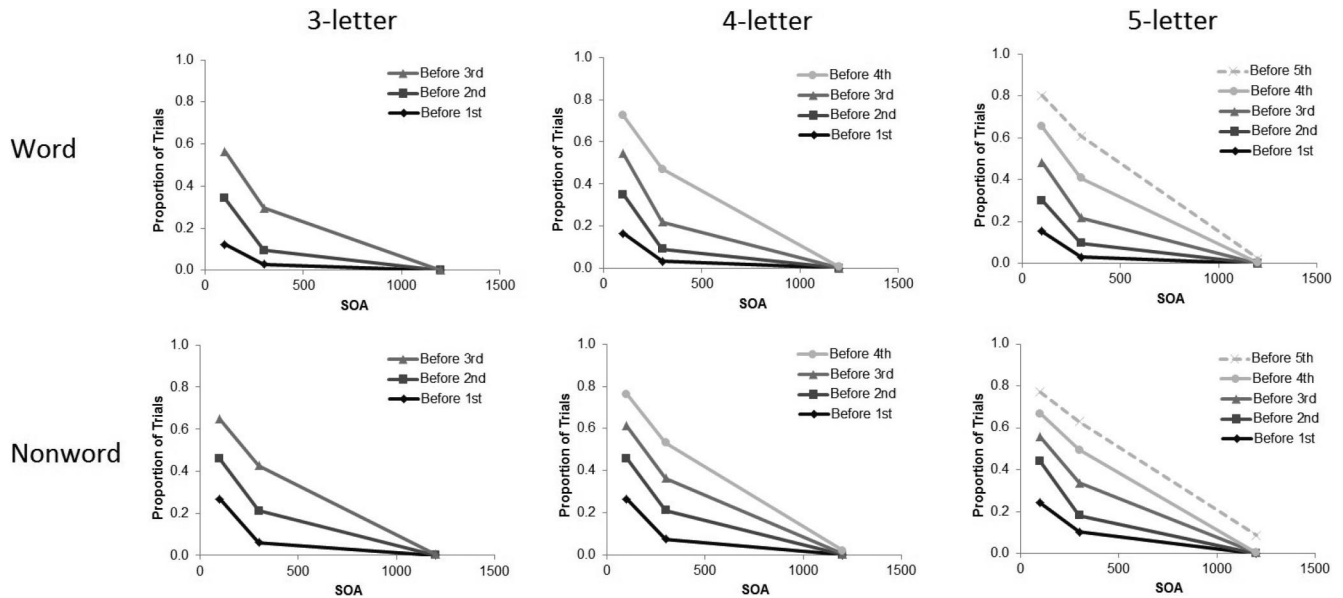 3-letter
4-letter
5-letter
Word
Proportion of Trials
1.0
0.8
0.6
0.4
0.2
0.0
0
500
1000
1500
SOA
Before 3rd
Before 2nd
Before 1st
Proportion of Trials
1.0
0.8
0.6
0.4
0.2
0.0
0
500
1000
1500
SOA
Before 4th
Before 3rd
Before 2nd
Before 1st
Proportion of Trials
1.0
0.8
0.6
0.4
0.2
0.0
0
500
1000
1500
SOA
Before 5th
Before 4th
Before 3rd
Before 2nd
Before 1st
Nonword
Proportion of Trials
1.0
0.8
0.6
0.4
0.2
0.0
0
500
1000
1500
SOA
Before 3rd
Before 2nd
Before 1st
Proportion of Trials
1.0
0.8
0.6
0.4
0.2
0.0
0
500
1000
1500
SOA
Before 4th
Before 3rd
Before 2nd
Before 1st
Proportion of Trials
1.0
0.8
0.6
0.4
0.2
0.0
0
500
1000
1500
SOA
Before 5th
Before 4th
Before 3rd
Before 2nd
Before 1st